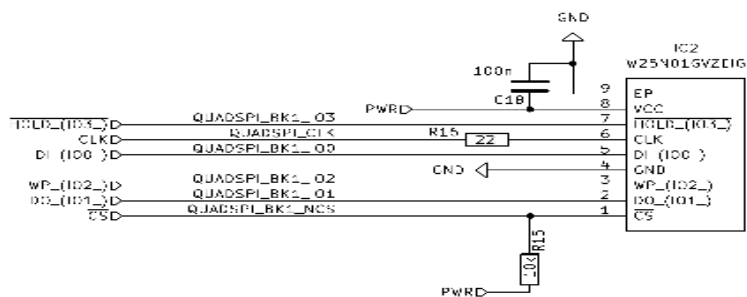 GND
IC2
W25N01GVZEIG
100n
9 EP
C18
PWR 8 VCC
HOLD_(IO3_) QUADSPI_BK1_IO3 7 HOLD_(IO3_)
CLK QUADSPI_CLK R16 22 6 CLK
DI_(IO0_) QUADSPI_BK1_IO0 5 DI_(IO0_)
GND 4 GND
WP_(IO2_) QUADSPI_BK1_IO2 3 WP_(IO2_)
DO_(IO1_) QUADSPI_BK1_IO1 2 DO_(IO1_)
CS QUADSPI_BK1_NCS 1 CS
R15
10k
PWR